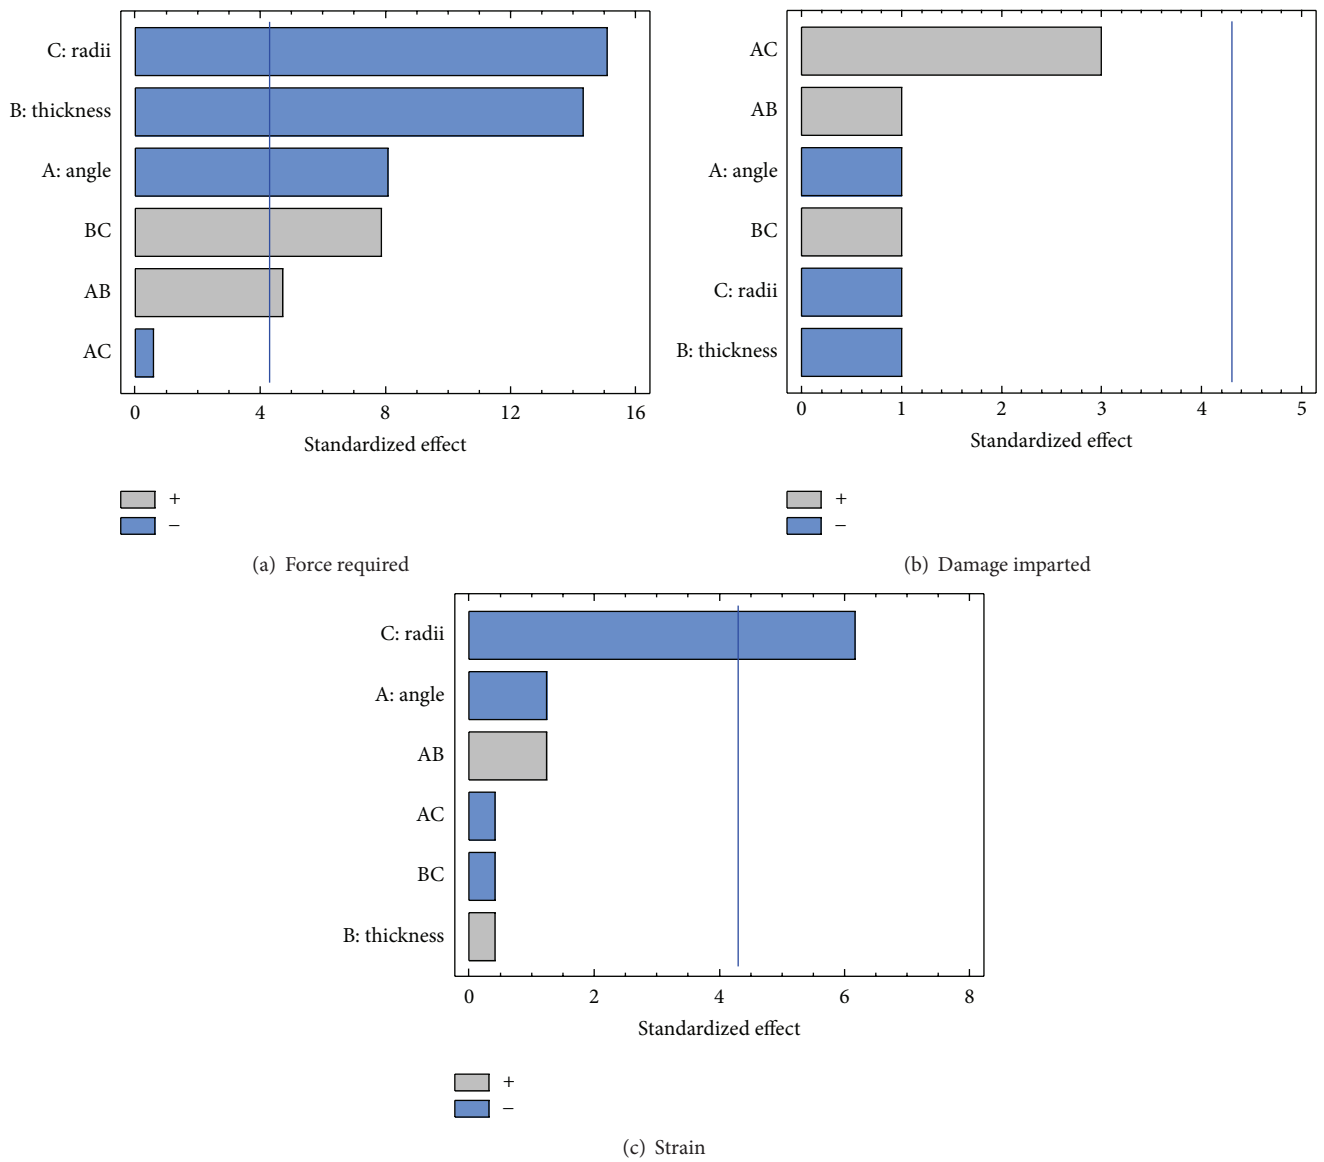 C: radii
B: thickness
A: angle
BC
AB
AC
0 4 8 12 16
Standardized effect
+
−
(a) Force required
AC
AB
A: angle
BC
C: radii
B: thickness
0 1 2 3 4 5
Standardized effect
+
−
(b) Damage imparted
C: radii
A: angle
AB
AC
BC
B: thickness
0 2 4 6 8
Standardized effect
+
−
(c) Strain